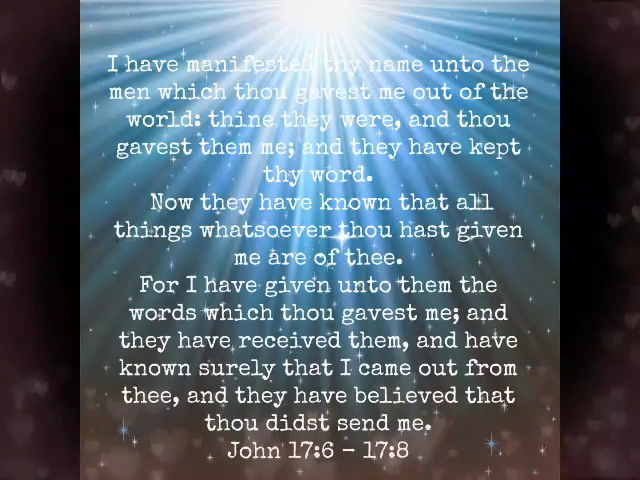 I have manifested thy name unto the
men which thou gavest me out of the
world: thine they were, and thou
gavest them me; and they have kept
thy word.
Now they have known that all
things whatsoever thou hast given
me are of thee.
For I have given unto them the
words which thou gavest me; and
they have received them, and have
known surely that I came out from
thee, and they have believed that
thou didst send me.
John 17:6 - 17:8